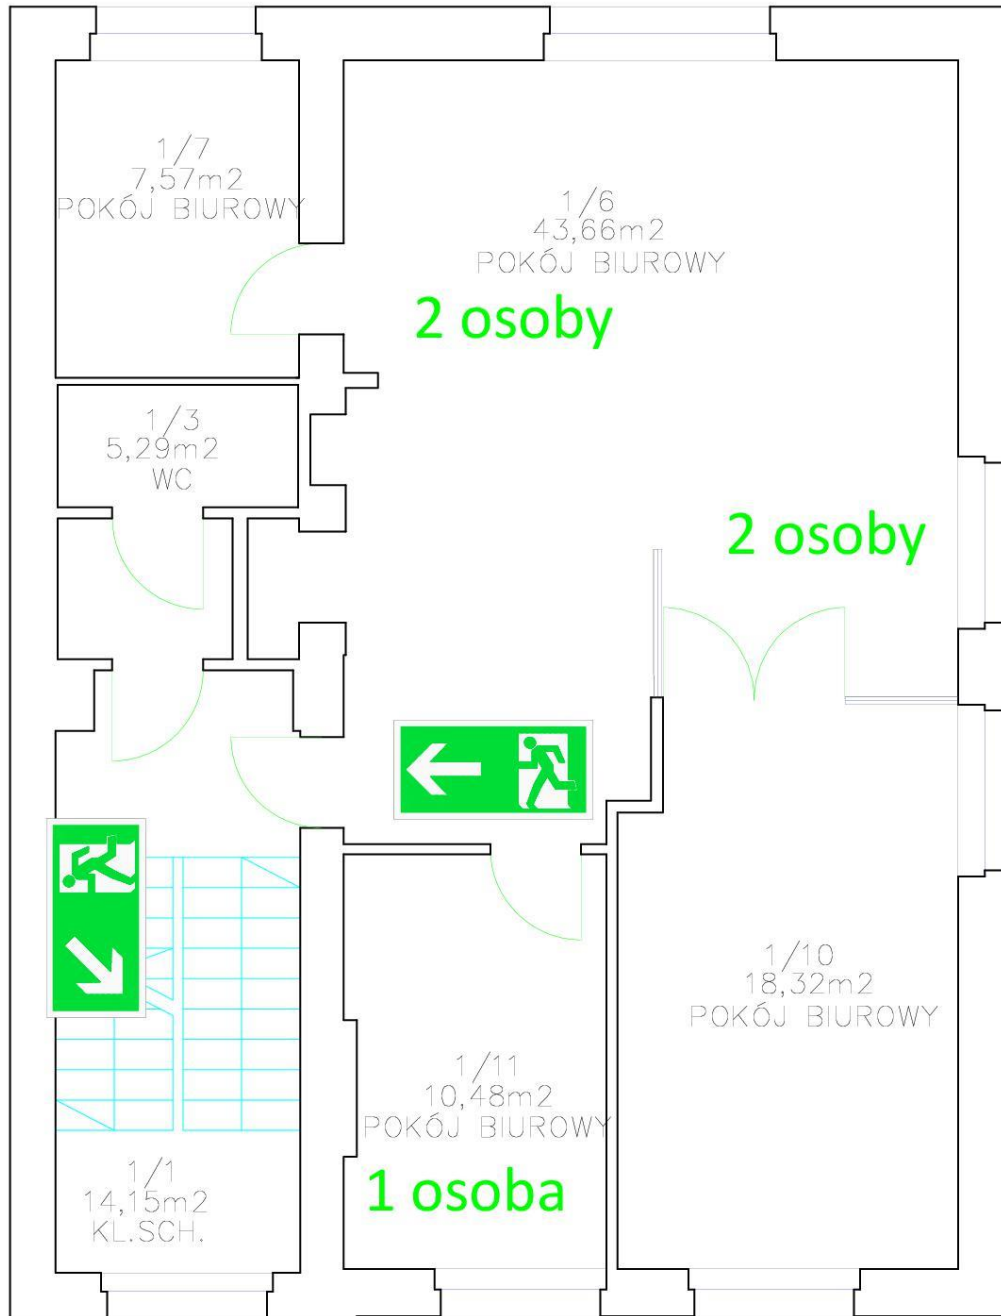 1/7
7,57m2
POKÓJ BIUROWY
1/6
43,66m2
POKÓJ BIUROWY
2 osoby
1/3
5,29m2
WC
2 osoby
1/10
18,32m2
POKÓJ BIUROWY
1/11
10,48m2
POKÓJ BIUROWY
1 osoba
1/1
14,15m2
KL.SCH.